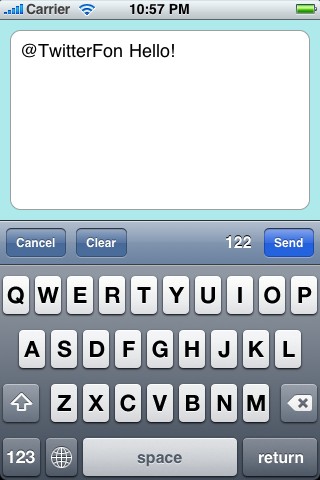 Carrier 10:57 PM
@TwitterFon Hello!
Cancel Clear 122 Send
Q W E R T Y U I O P
A S D F G H J K L
Z X C V B N M
123 space return